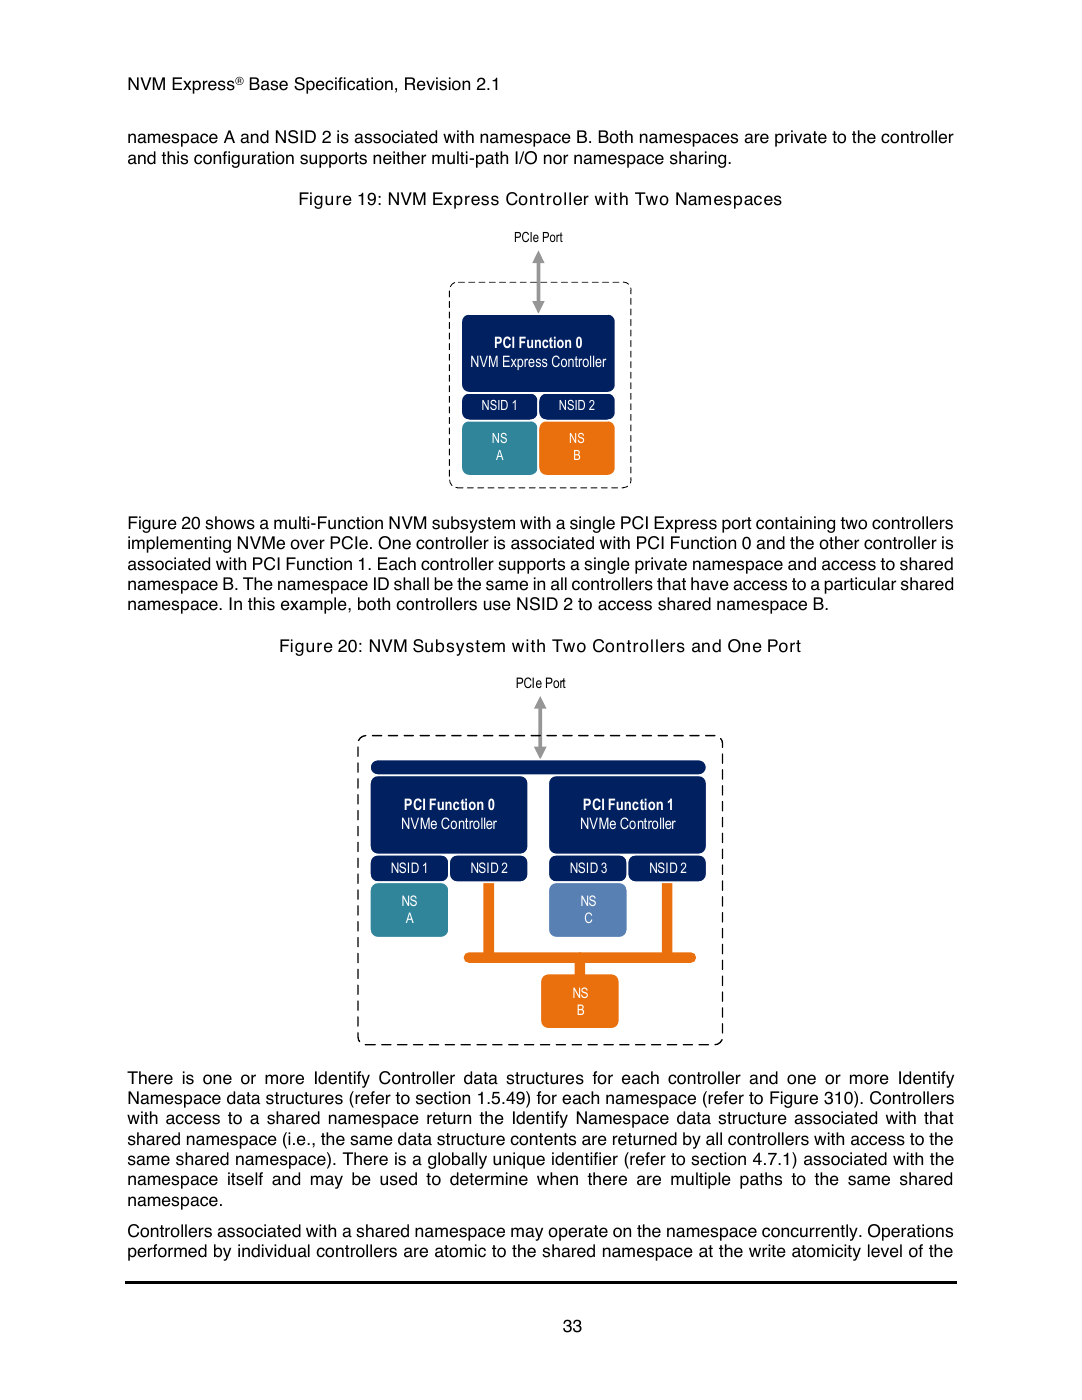 NVM Express® Base Specification, Revision 2.1
namespace A and NSID 2 is associated with namespace B. Both namespaces are private to the controller
and this configuration supports neither multi-path I/O nor namespace sharing.
Figure 19: NVM Express Controller with Two Namespaces
PCIe Port
PCI Function 0
NVM Express Controller
NSID 1
NSID 2
NS
A
NS
B
Figure 20 shows a multi-Function NVM subsystem with a single PCI Express port containing two controllers
implementing NVMe over PCIe. One controller is associated with PCI Function 0 and the other controller is
associated with PCI Function 1. Each controller supports a single private namespace and access to shared
namespace B. The namespace ID shall be the same in all controllers that have access to a particular shared
namespace. In this example, both controllers use NSID 2 to access shared namespace B.
Figure 20: NVM Subsystem with Two Controllers and One Port
PCIe Port
PCI Function 0
NVMe Controller
PCI Function 1
NVMe Controller
NSID 1
NSID 2
NSID 3
NSID 2
NS
A
NS
C
NS
B
There is one or more Identify Controller data structures for each controller and one or more Identify
Namespace data structures (refer to section 1.5.49) for each namespace (refer to Figure 310). Controllers
with access to a shared namespace return the Identify Namespace data structure associated with that
shared namespace (i.e., the same data structure contents are returned by all controllers with access to the
same shared namespace). There is a globally unique identifier (refer to section 4.7.1) associated with the
namespace itself and may be used to determine when there are multiple paths to the same shared
namespace.
Controllers associated with a shared namespace may operate on the namespace concurrently. Operations
performed by individual controllers are atomic to the shared namespace at the write atomicity level of the
33